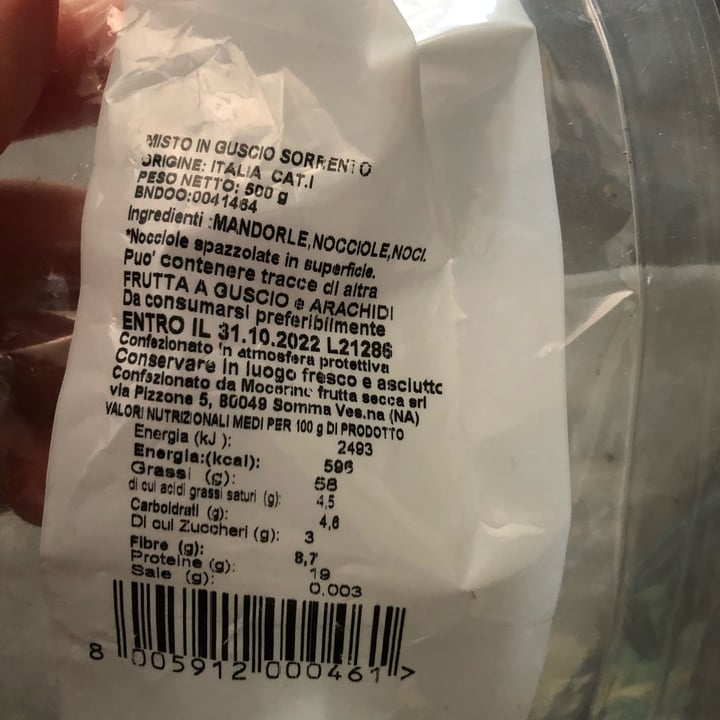 MISTO IN GUSCIO SORRENTO
ORIGINE: ITALIA CAT.I
PESO NETTO: 500 g
BNDOO:0041464
Ingredienti :MANDORLE,NOCCIOLE,NOCI.
*Nocciole spazzolate in superficie.
Puo' contenere tracce di altra
FRUTTA A GUSCIO e ARACHIDI
Da consumarsi preferibilmente
ENTRO IL 31.10.2022 L21286
Confezionato in atmosfera protettiva
Conservare in luogo fresco e asciutto
Confezionato da Mocerino frutta secca srl
via Pizzone 5, 80049 Somma Ves.na (NA)
VALORI NUTRIZIONALI MEDI PER 100 g DI PRODOTTO
Energia (kJ ): 2493
Energia:(kcal): 596
Grassi (g): 58
di cui acidi grassi saturi (g): 4,5
Carboidrati (g): 4,6
Di cui Zuccheri (g): 3
Fibre (g): 8,7
Proteine (g): 19
Sale (g): 0,003
8 005912 000461 >